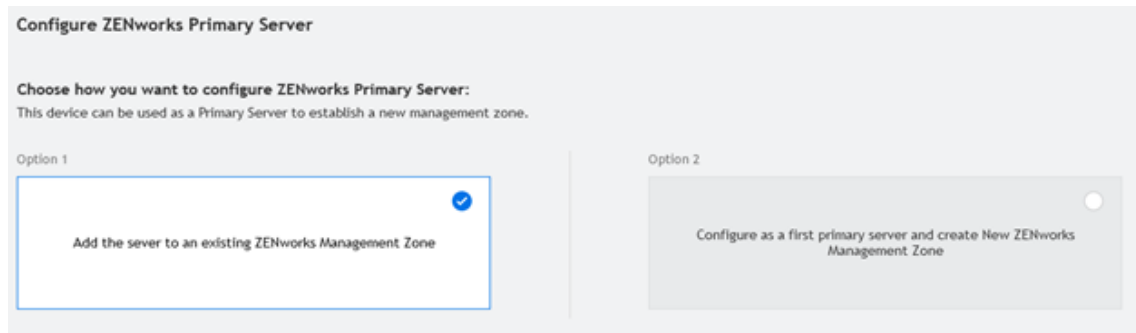 Configure ZENworks Primary Server
Choose how you want to configure ZENworks Primary Server:
This device can be used as a Primary Server to establish a new management zone.
Option 1
Add the sever to an existing ZENworks Management Zone
Option 2
Configure as a first primary server and create New ZENworks
Management Zone